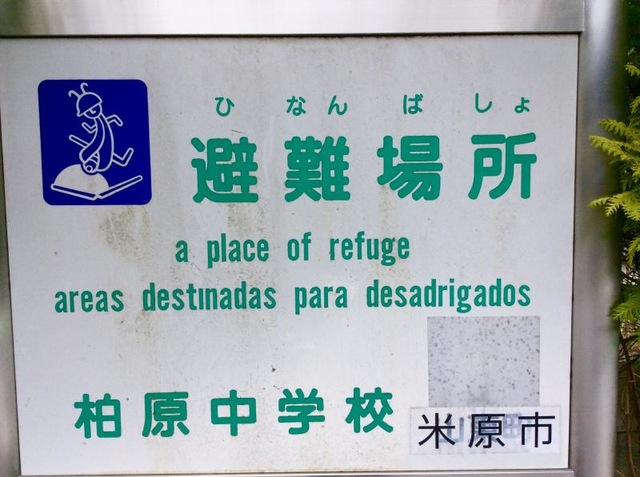 ひ なん ば しょ
避難場所
a place of refuge
areas destinadas para desadrigados
柏原中学校
米原市